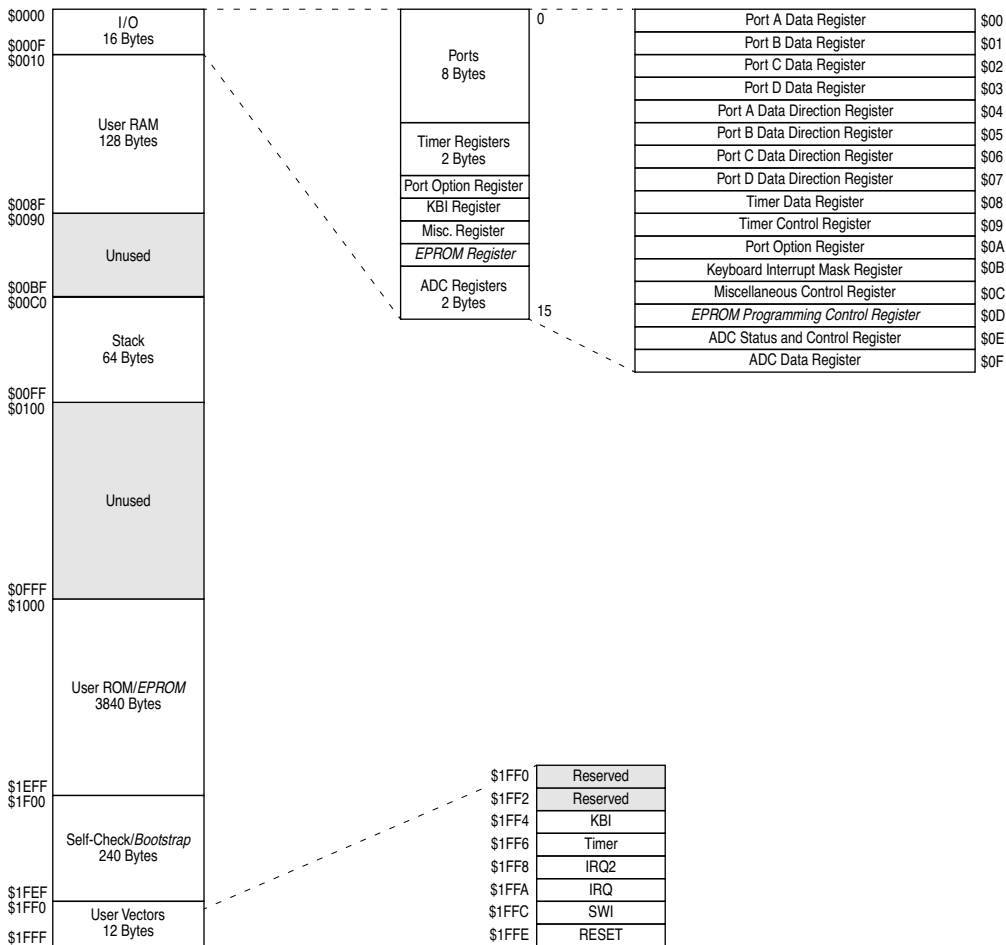 $0000
I/O
16 Bytes
$000F
$0010
User RAM
128 Bytes
$008F
$0090
Unused
$00BF
$00C0
Stack
64 Bytes
$00FF
$0100
Unused
$0FFF
$1000
User ROM/EPROM
3840 Bytes
$1EFF
$1F00
Self-Check/Bootstrap
240 Bytes
$1FEF
$1FF0
User Vectors
12 Bytes
$1FFF
0
Ports
8 Bytes
Timer Registers
2 Bytes
Port Option Register
KBI Register
Misc. Register
EPROM Register
ADC Registers
2 Bytes
15
Port A Data Register $00
Port B Data Register $01
Port C Data Register $02
Port D Data Register $03
Port A Data Direction Register $04
Port B Data Direction Register $05
Port C Data Direction Register $06
Port D Data Direction Register $07
Timer Data Register $08
Timer Control Register $09
Port Option Register $0A
Keyboard Interrupt Mask Register $0B
Miscellaneous Control Register $0C
EPROM Programming Control Register $0D
ADC Status and Control Register $0E
ADC Data Register $0F
$1FF0 Reserved
$1FF2 Reserved
$1FF4 KBI
$1FF6 Timer
$1FF8 IRQ2
$1FFA IRQ
$1FFC SWI
$1FFE RESET